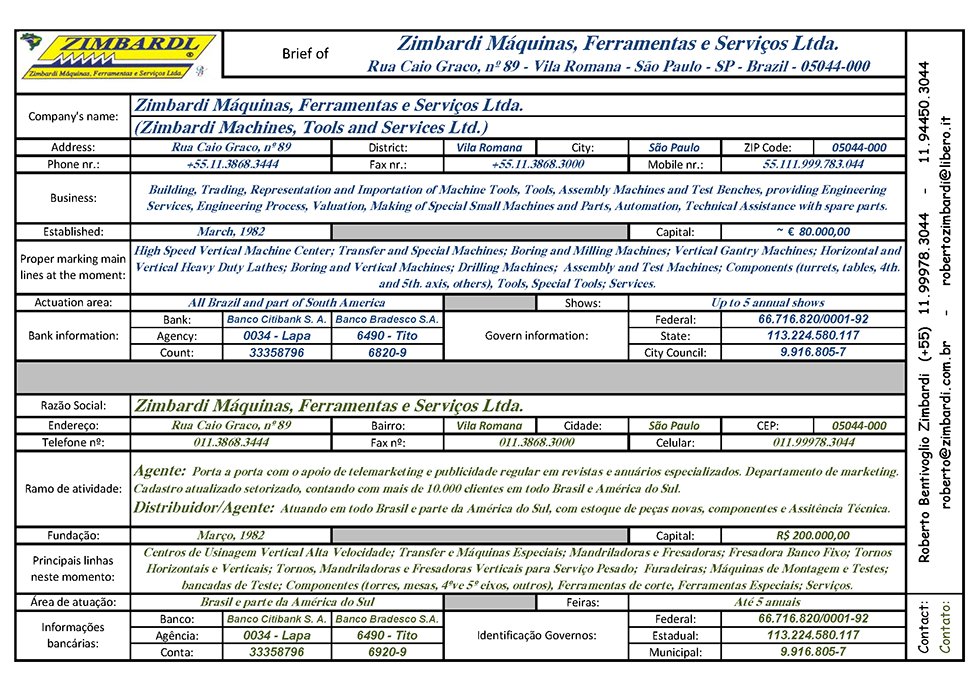 ZIMBARDI
®
Zimbardi Máquinas, Ferramentas e Serviços Ltda.
Brief of
Zimbardi Máquinas, Ferramentas e Serviços Ltda.
Rua Caio Graco, nº 89 - Vila Romana - São Paulo - SP - Brazil - 05044-000
Company's name:
Zimbardi Máquinas, Ferramentas e Serviços Ltda.
(Zimbardi Machines, Tools and Services Ltd.)
Address: Rua Caio Graco, nº 89 District: Vila Romana City: São Paulo ZIP Code: 05044-000
Phone nr.: +55.11.3868.3444 Fax nr.: +55.11.3868.3000 Mobile nr.: 55.111.999.783.044
Business:
Building, Trading, Representation and Importation of Machine Tools, Tools, Assembly Machines and Test Benches, providing Engineering
Services, Engineering Process, Valuation, Making of Special Small Machines and Parts, Automation, Technical Assistance with spare parts.
Established: March, 1982 Capital: ~ € 80.000,00
Proper marking main
lines at the moment:
High Speed Vertical Machine Center; Transfer and Special Machines; Boring and Milling Machines; Vertical Gantry Machines; Horizontal and
Vertical Heavy Duty Lathes; Boring and Vertical Machines; Drilling Machines; Assembly and Test Machines; Components (turrets, tables, 4th.
and 5th. axis, others), Tools, Special Tools; Services.
Actuation area: All Brazil and part of South America Shows: Up to 5 annual shows
Bank information:
Bank: Banco Citibank S. A. Banco Bradesco S.A.
Agency: 0034 - Lapa 6490 - Tito
Count: 33358796 6820-9
Govern information:
Federal: 66.716.820/0001-92
State: 113.224.580.117
City Council: 9.916.805-7
Razão Social: Zimbardi Máquinas, Ferramentas e Serviços Ltda.
Endereço: Rua Caio Graco, nº 89 Bairro: Vila Romana Cidade: São Paulo CEP: 05044-000
Telefone nº: 011.3868.3444 Fax nº: 011.3868.3000 Celular: 011.99978.3044
Ramo de atividade:
Agente: Porta a porta com o apoio de telemarketing e publicidade regular em revistas e anuários especializados. Departamento de marketing.
Cadastro atualizado setorizado, contando com mais de 10.000 clientes em todo Brasil e América do Sul.
Distribuidor/Agente: Atuando em todo Brasil e parte da América do Sul, com estoque de peças novas, componentes e Assitência Técnica.
Fundação: Março, 1982 Capital: R$ 200.000,00
Principais linhas
neste momento:
Centros de Usinagem Vertical Alta Velocidade; Transfer e Máquinas Especiais; Mandriladoras e Fresadoras; Fresadora Banco Fixo; Tornos
Horizontais e Verticais; Tornos, Mandriladoras e Fresadoras Verticais para Serviço Pesado; Furadeiras; Máquinas de Montagem e Testes;
bancadas de Teste; Componentes (torres, mesas, 4ºve 5º eixos, outros), Ferramentas de corte, Ferramentas Especiais; Serviços.
Área de atuação: Brasil e parte da América do Sul Feiras: Até 5 anuais
Informações
bancárias:
Banco: Banco Citibank S. A. Banco Bradesco S.A.
Agência: 0034 - Lapa 6490 - Tito
Conta: 33358796 6920-9
Identificação Governos:
Federal: 66.716.820/0001-92
Estadual: 113.224.580.117
Municipal: 9.916.805-7
Contact: Roberto Bentivoglio Zimbardi (+55) 11.99978.3044 - 11.94450.3044
Contato: roberto@zimbardi.com.br - robertozimbardi@libero.it